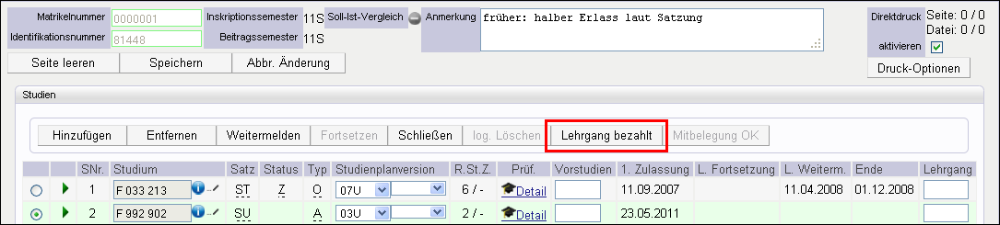 Matrikelnummer 0000001 Inskriptionssemester 11S Soll-Ist-Vergleich Anmerkung früher: halber Erlass laut Satzung Direktdruck Seite: 0 / 0
Datei: 0 / 0
Identifikationsnummer 81448 Beitragssemester 11S aktivieren
Seite leeren Speichern Abbr. Änderung Druck-Optionen
Studien
Hinzufügen Entfernen Weitermelden Fortsetzen Schließen log. Löschen Lehrgang bezahlt Mitbelegung OK
SNr. Studium Satz Status Typ Studienplanversion R.St.Z. Prüf. Vorstudien 1. Zulassung L. Fortsetzung L. Weiterm. Ende Lehrgang
1 F 033 213 ST Z O 07U 6 / - Detail 11.09.2007 11.04.2008 01.12.2008
2 F 992 902 SU A 03U 2 / - Detail 23.05.2011